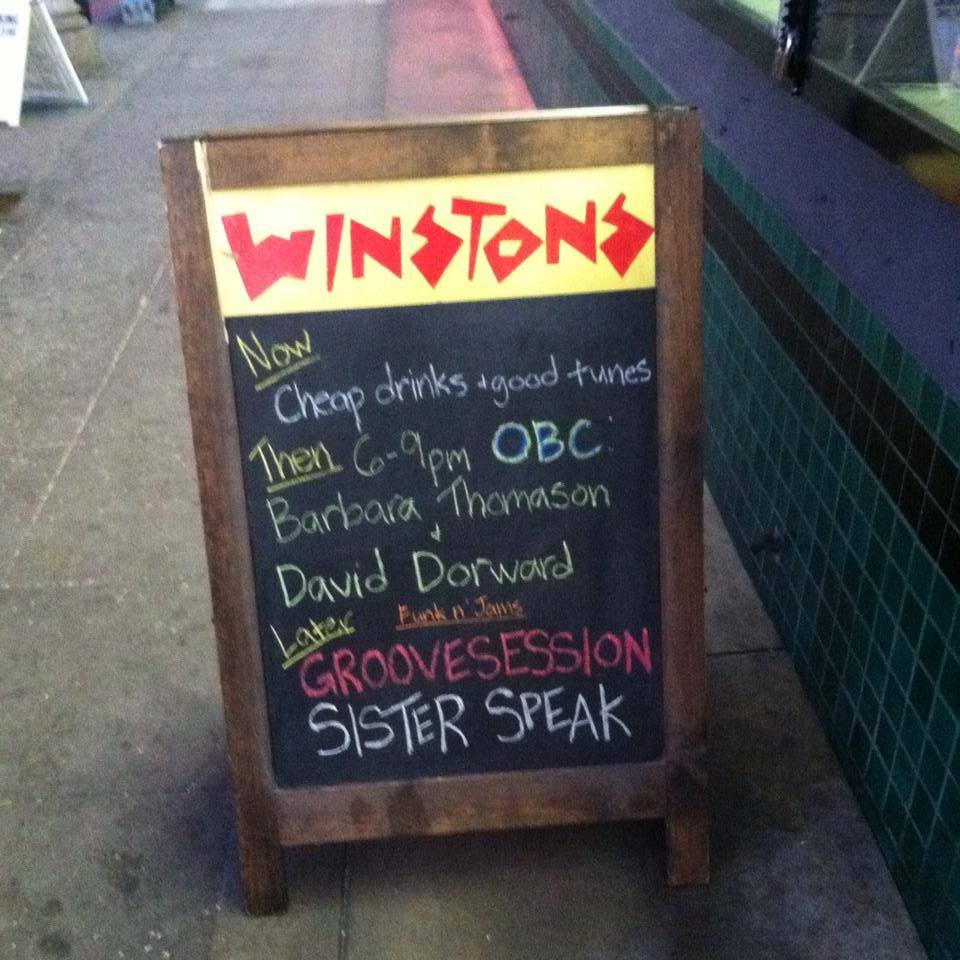 WINSTONS
Now
Cheap drinks + good tunes
Then 6-9pm OBC:
Barbara Thomason
+
David Dorward
Later Funk n' Jams
GROOVESESSION
SISTER SPEAK